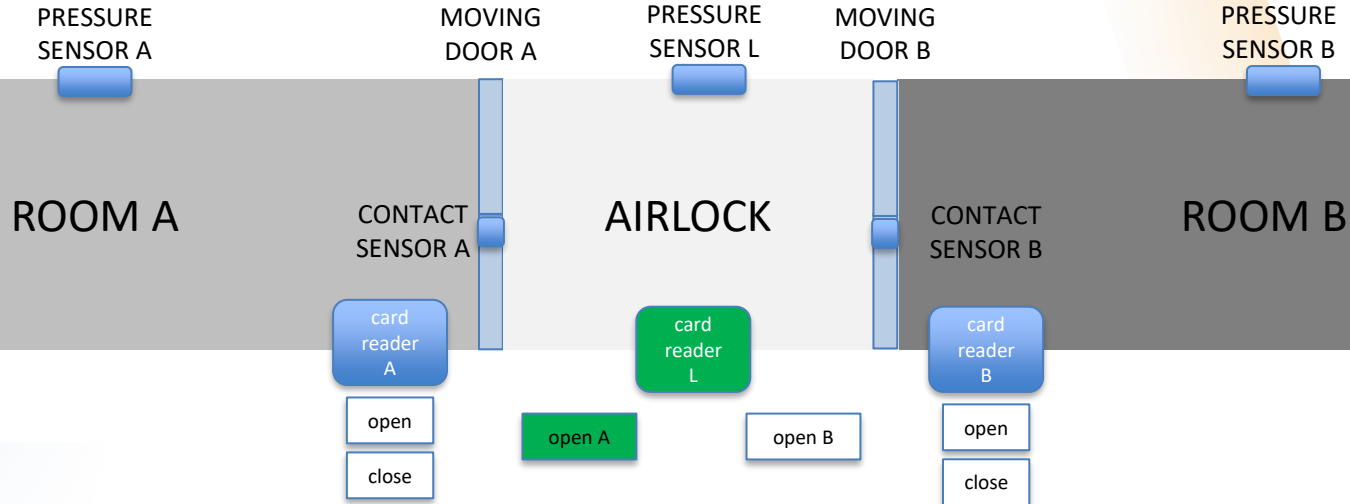 PRESSURE
SENSOR A
MOVING
DOOR A
PRESSURE
SENSOR L
MOVING
DOOR B
PRESSURE
SENSOR B
ROOM A
CONTACT
SENSOR A
AIRLOCK
CONTACT
SENSOR B
ROOM B
card
reader
A
card
reader
L
card
reader
B
open
close
open A
open B
open
close